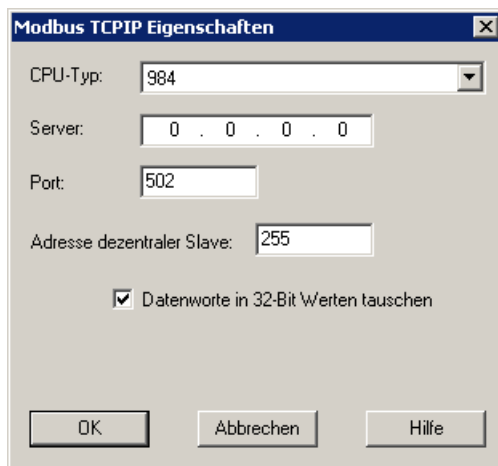 Modbus TCPIP Eigenschaften
CPU-Typ: 984
Server: 0 . 0 . 0 . 0
Port: 502
Adresse dezentraler Slave: 255
Datenworte in 32-Bit Werten tauschen
OK Abbrechen Hilfe